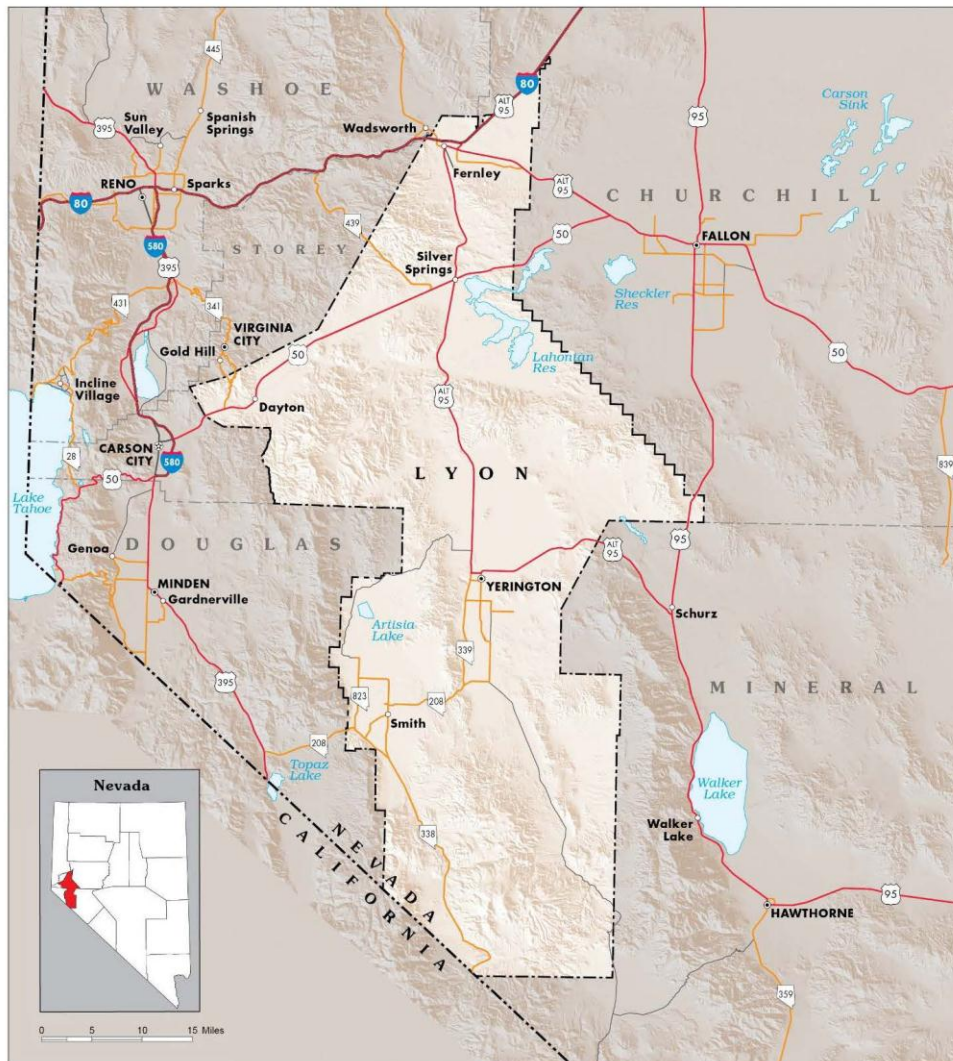 445
80
WASHOE
ALT 95
95
Carson Sink
395
Sun Valley
Spanish Springs
Wadsworth
Fernley
RENO
Sparks
80
ALT 95
CHURCHILL
580
STOREY
439
50
FALLON
395
Silver Springs
Sheckler Res
431
341
VIRGINIA CITY
Gold Hill
50
Lahontan Res
50
Incline Village
Dayton
ALT 95
CARSON CITY
28
580
LYON
839
50
Lake Tahoe
Genoa
DOUGLAS
ALT 95
95
MINDEN
Gardnerville
YERINGTON
Schurz
Artisia Lake
339
395
823
208
MINERAL
Smith
208
Topaz Lake
Walker Lake
Nevada
338
Walker Lake
NEVADA
CALIFORNIA
95
HAWTHORNE
359
0 5 10 15 Miles